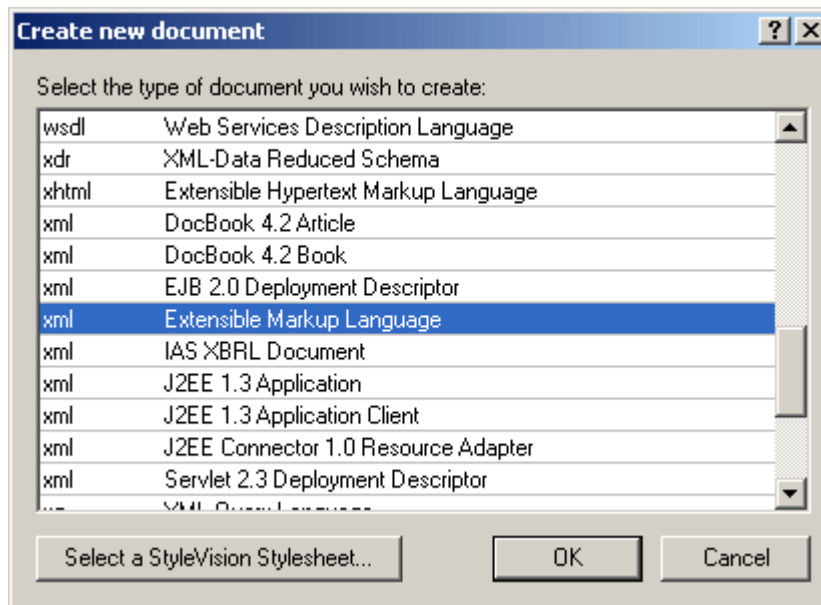 Create new document
Select the type of document you wish to create:
wsdl Web Services Description Language
xdr XML-Data Reduced Schema
xhtml Extensible Hypertext Markup Language
xml DocBook 4.2 Article
xml DocBook 4.2 Book
xml EJB 2.0 Deployment Descriptor
xml Extensible Markup Language
xml IAS XBRL Document
xml J2EE 1.3 Application
xml J2EE 1.3 Application Client
xml J2EE Connector 1.0 Resource Adapter
xml Servlet 2.3 Deployment Descriptor
XML Query Language
Select a StyleVision Stylesheet... OK Cancel